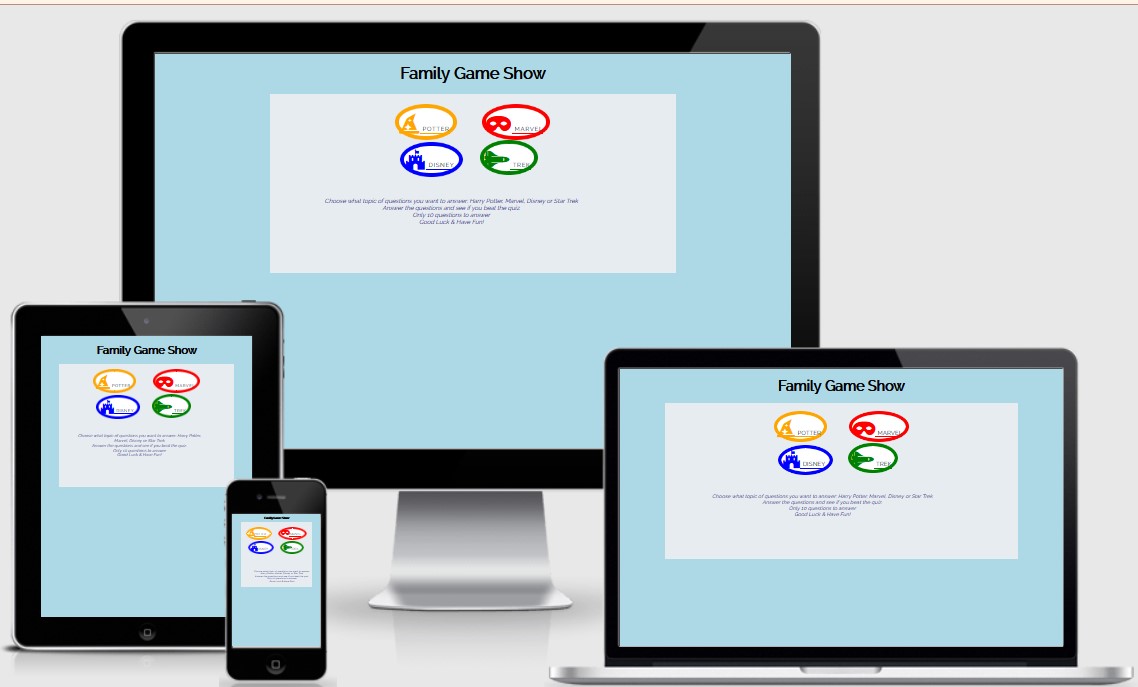 Family Game Show
POTTER
MARVEL
DISNEY
TREK
Choose what topic of questions you want to answer: Harry Potter, Marvel, Disney or Star Trek
Answer the questions and see if you beat the quiz
Only 10 questions to answer
Good Luck & Have Fun!
Family Game Show
POTTER
MARVEL
DISNEY
TREK
Choose what topic of questions you want to answer: Harry Potter,
Marvel, Disney or Star Trek
Answer the questions and see if you beat the quiz
Only 10 questions to answer
Good Luck & Have Fun!
Family Game Show
Family Game Show
POTTER
MARVEL
DISNEY
TREK
Choose what topic of questions you want to answer: Harry Potter, Marvel, Disney or Star Trek
Answer the questions and see if you beat the quiz
Only 10 questions to answer
Good Luck & Have Fun!